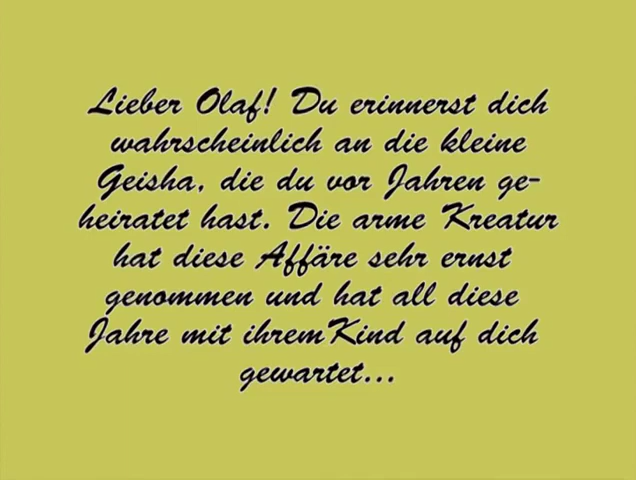 Lieber Olaf! Du erinnerst dich
wahrscheinlich an die kleine
Geisha, die du vor Jahren ge-
heiratet hast. Die arme Kreatur
hat diese Affäre sehr ernst
genommen und hat all diese
Jahre mit ihrem Kind auf dich
gewartet...